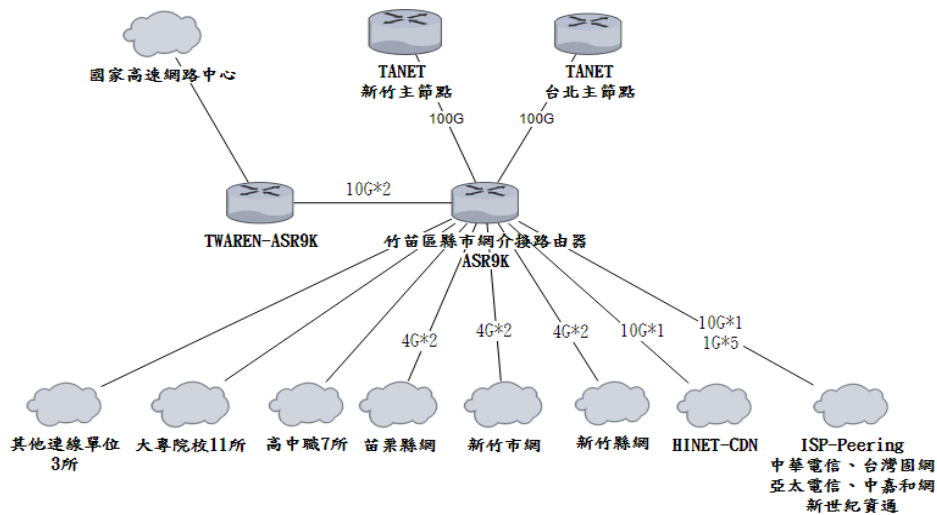 國家高速網路中心
TANET
新竹主節點
TANET
台北主節點
100G
100G
10G*2
TWAREN-ASR9K
竹苗區縣市網介接路由器
ASR9K
4G*2
4G*2
4G*2
10G*1
10G*1
1G*5
其他連線單位
3所
大專院校11所
高中職7所
苗栗縣網
新竹市網
新竹縣網
HINET-CDN
ISP-Peering
中華電信、台灣固網
亞太電信、中嘉和網
新世紀資通